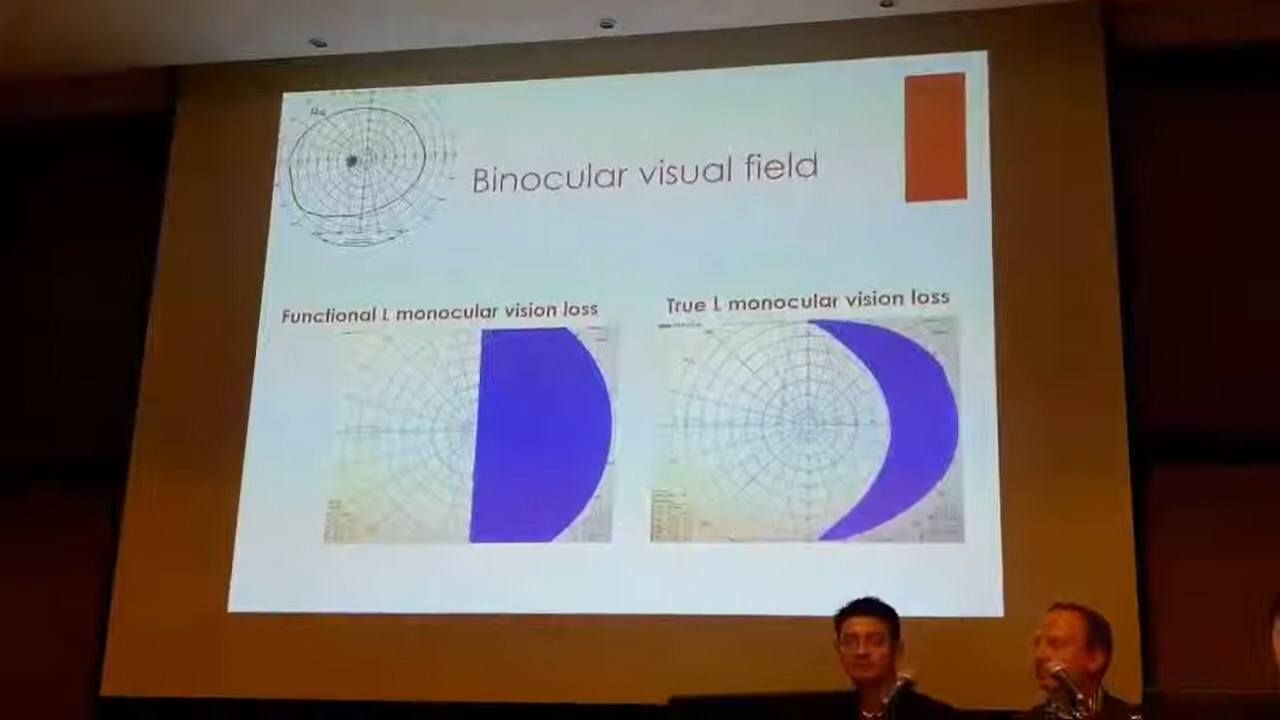 Binocular visual field
Functional L monocular vision loss
True L monocular vision loss